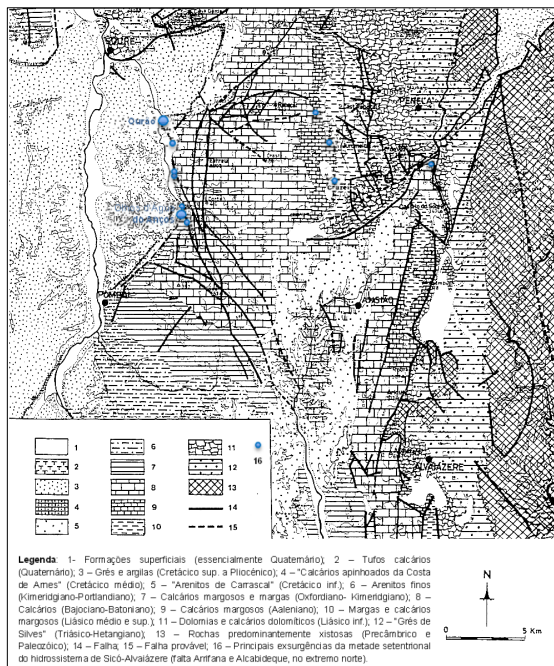 SOURE
PENELA
Ourão
do Anços
POMBAL
ANSIÃO
ALVAIÁZERE
1
6
11
16
2
7
12
3
8
13
4
9
14
5
10
15
Legenda: 1- Formações superficiais (essencialmente Quaternário); 2 – Tufos calcários
(Quaternário); 3 – Grés e argilas (Cretácico sup. a Pliocénico); 4 – "Calcários apinhoados da Costa
de Arnes" (Cretácico médio); 5 – "Arenitos de Carrascal" (Cretácico inf.); 6 – Arenitos finos
(Kimeridgiano-Portlandiano); 7 – Calcários margosos e margas (Oxfordiano- Kimeridgiano); 8 –
Calcários (Bajociano-Batoniano); 9 – Calcários margosos (Aaleniano); 10 – Margas e calcários
margosos (Liásico médio e sup.); 11 – Dolomias e calcários dolomíticos (Liásico inf.); 12 – "Grés de
Silves" (Triásico-Hetangiano); 13 – Rochas predominantemente xistosas (Precâmbrico e
Paleozóico); 14 – Falha; 15 – Falha provável; 16 – Principais exsurgências da metade setentrional
do hidrossistema de Sicó-Alvaiázere (falta Arrifana e Alcabideque, no extremo norte).
N
0 5 Km